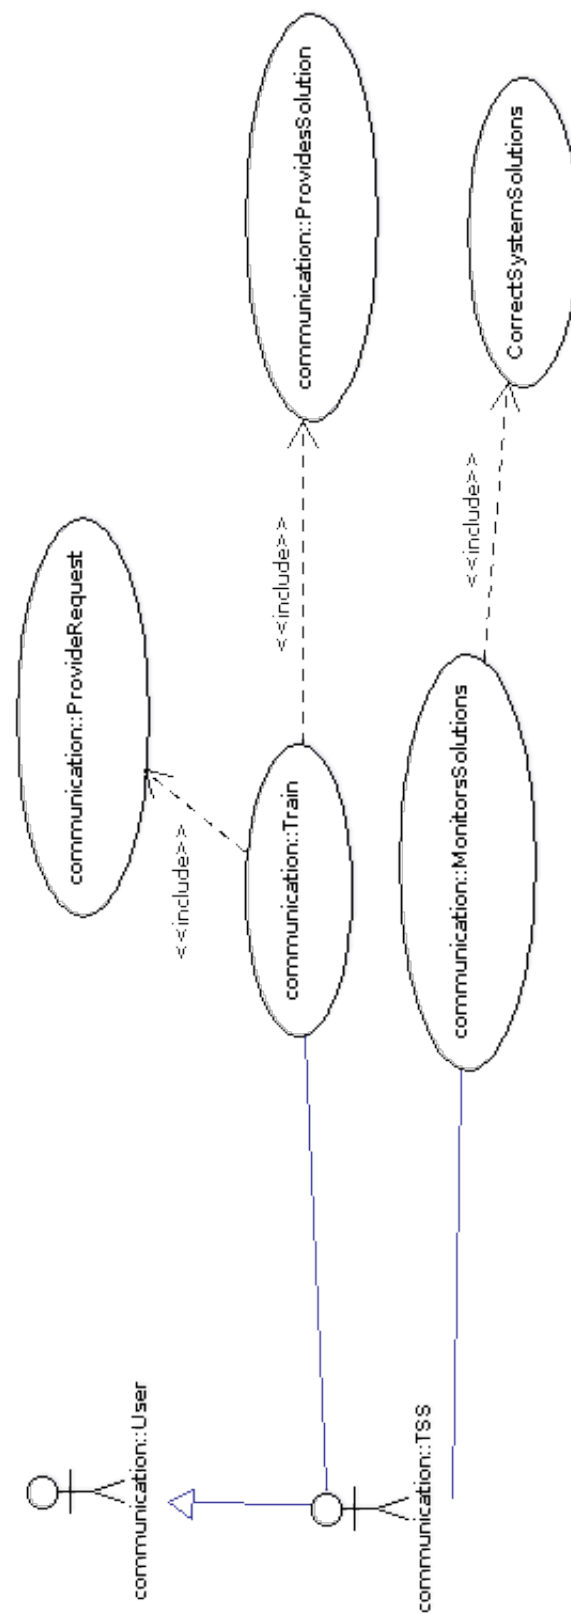 communication::User
communication::TSS
communication::ProvideRequest
<<include>>
communication::Train
<<include>>
communication::ProvidesSolution
communication::MonitorsSolutions
<<include>>
CorrectSystemSolutions